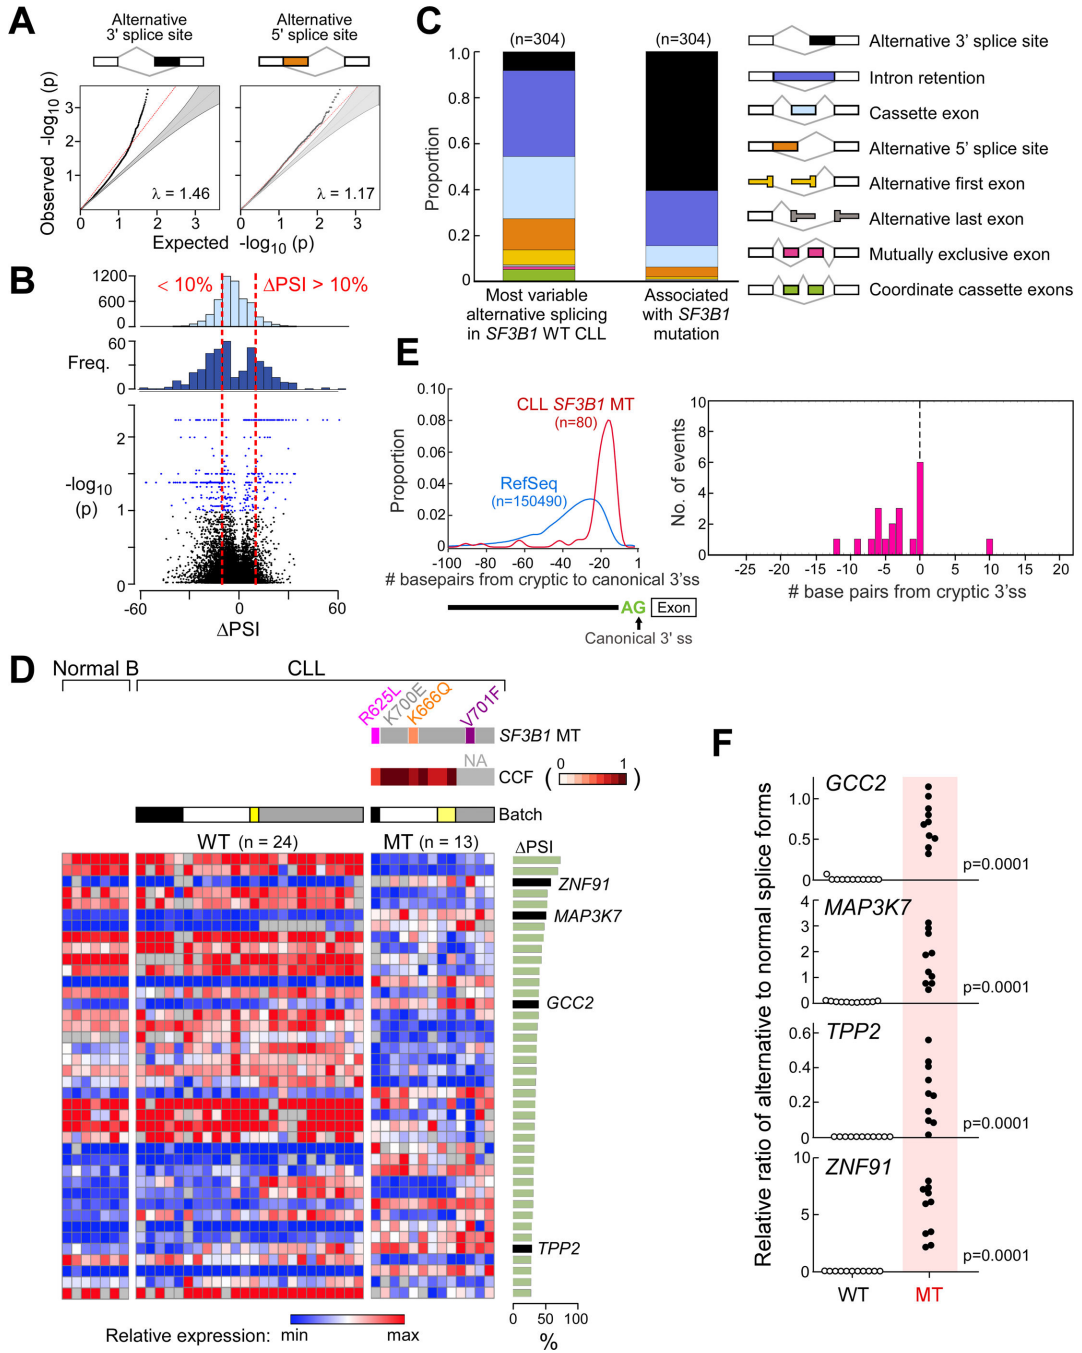 A
Alternative
3' splice site
Alternative
5' splice site
Observed -log10 (p)
3
2
1
0
λ = 1.46
λ = 1.17
0 1 2 3
0 1 2 3
Expected -log10 (p)
B
1200
600
0
< 10%
ΔPSI > 10%
60
Freq.
0
2
-log10
(p)
1
0
-60 0 60
ΔPSI
C
(n=304)
(n=304)
1.0
0.8
0.6
0.4
0.2
0
Proportion
Most variable
alternative splicing
in SF3B1 WT CLL
Associated
with SF3B1
mutation
Alternative 3' splice site
Intron retention
Cassette exon
Alternative 5' splice site
Alternative first exon
Alternative last exon
Mutually exclusive exon
Coordinate cassette exons
E
0.10
0.08
0.06
0.04
0.02
0
Proportion
CLL SF3B1 MT
(n=80)
RefSeq
(n=150490)
-100 -80 -60 -40 -20 -1
# basepairs from cryptic to canonical 3'ss
AG
Exon
Canonical 3' ss
10
8
6
4
2
0
No. of events
-25 -20 -15 -10 -5 0 5 10 15 20
# base pairs from cryptic 3'ss
D
Normal B
CLL
R625L
K700E
K666Q
V701F
SF3B1 MT
NA
CCF
( 0 1 )
Batch
WT (n = 24)
MT (n = 13)
ΔPSI
ZNF91
MAP3K7
GCC2
TPP2
0 50 100
%
Relative expression:
min
max
F
Relative ratio of alternative to normal splice forms
GCC2
1.0
0.5
0
p=0.0001
MAP3K7
4
3
2
1
0
p=0.0001
TPP2
0.6
0.4
0.2
0
p=0.0001
ZNF91
10
5
0
p=0.0001
WT
MT